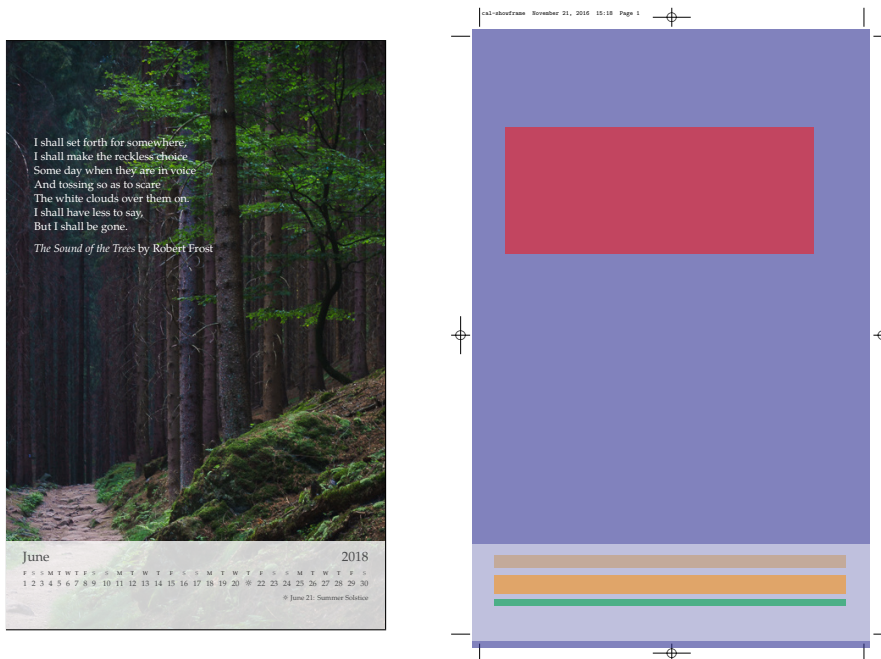 I shall set forth for somewhere,
I shall make the reckless choice
Some day when they are in voice
And tossing so as to scare
The white clouds over them on.
I shall have less to say,
But I shall be gone.
The Sound of the Trees by Robert Frost
June 2018
F S S M T W T F S S M T W T F S S M T W T F S S M T W T F S
1 2 3 4 5 6 7 8 9 10 11 12 13 14 15 16 17 18 19 20 ☼ 22 23 24 25 26 27 28 29 30
☼ June 21: Summer Solstice
cal-showframe November 21, 2016 15:18 Page 1